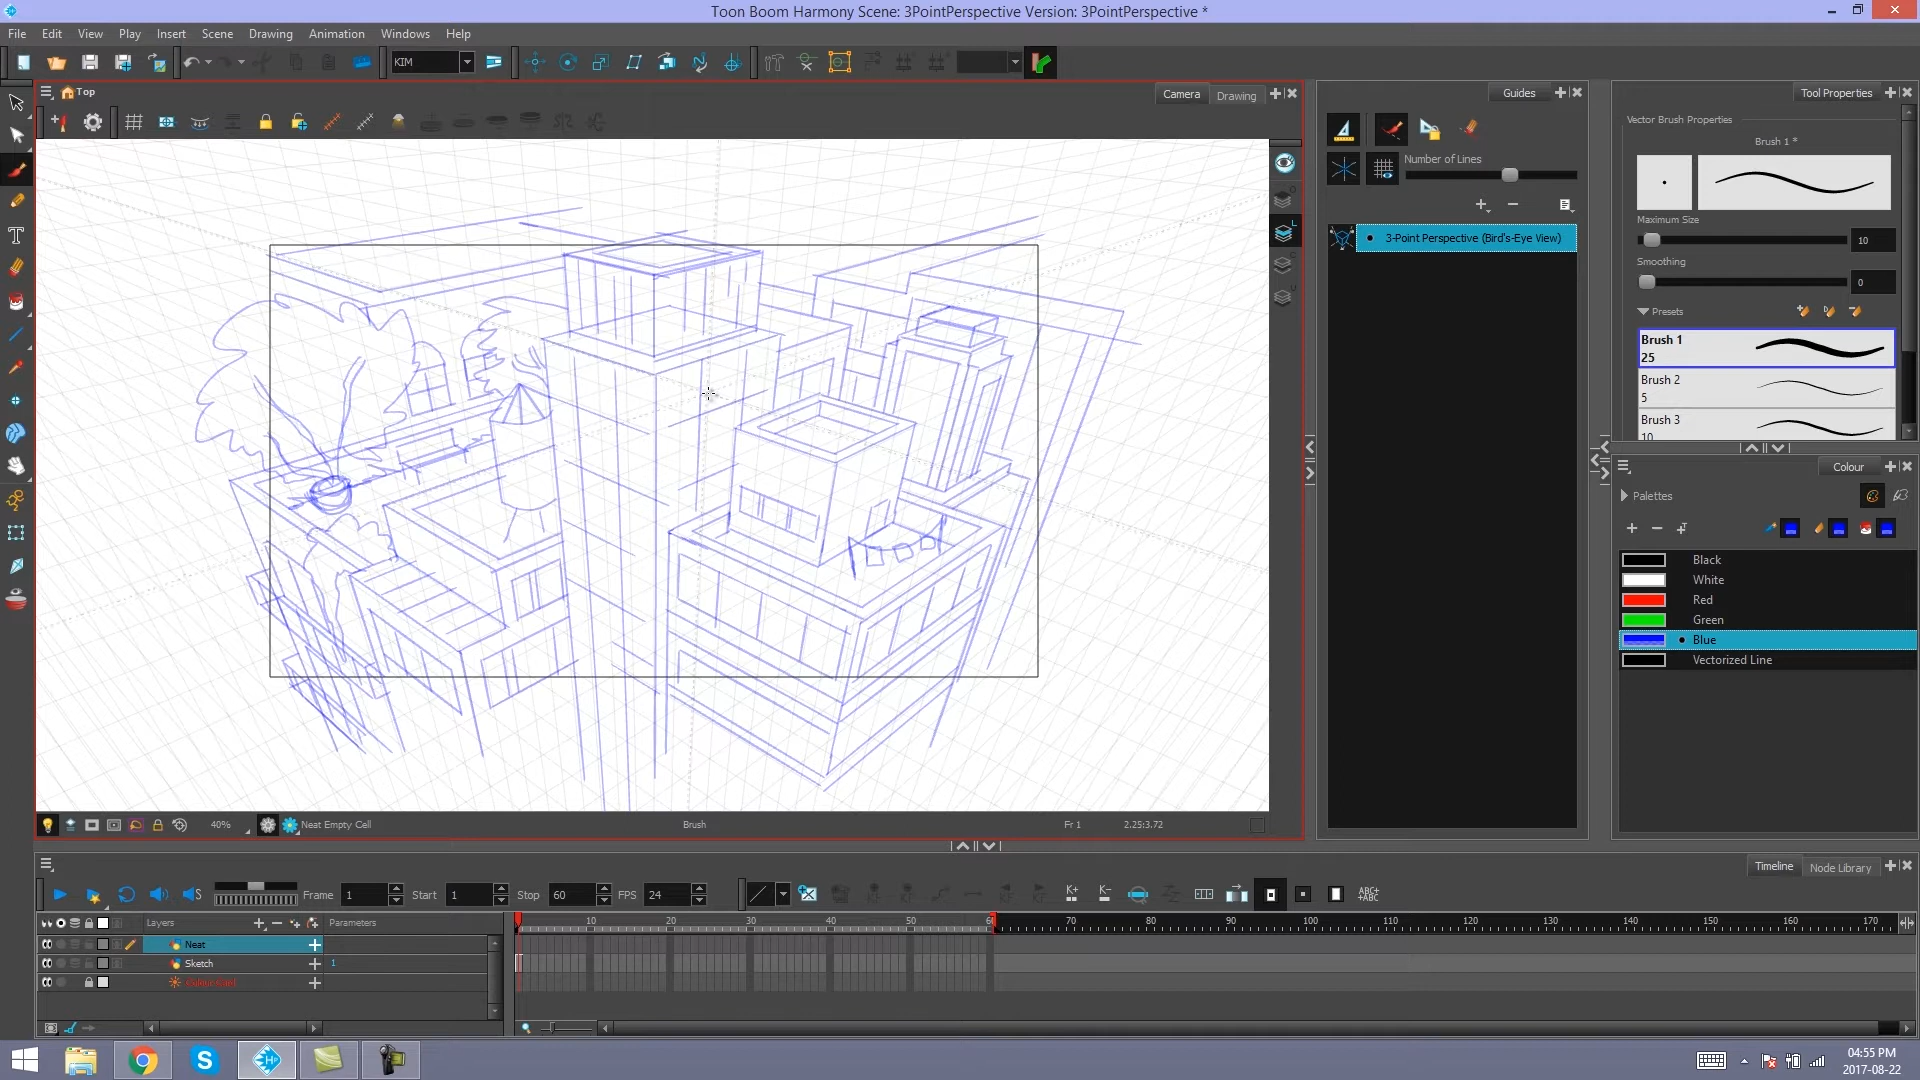 Toon Boom Harmony Scene: 3PointPerspective Version: 3PointPerspective *
File Edit View Play Insert Scene Drawing Animation Windows Help
KIM
Top
Camera
Drawing
Guides
Number of Lines
3-Point Perspective (Bird's-Eye View)
Tool Properties
Vector Brush Properties
Brush 1 *
Maximum Size
10
Smoothing
0
Presets
Brush 1
25
Brush 2
5
Brush 3
10
Colour
Palettes
Black
White
Red
Green
Blue
Vectorized Line
40%
Neat Empty Cell
Brush
Fr 1
2.25:3.72
Timeline
Node Library
Frame 1 Start 1 Stop 60 FPS 24
K+
K-
ABC+
Layers
Parameters
10 20 30 40 50 70 80 90 100 110 120 130 140 150 160 170
Neat
Sketch
1
04:55 PM
2017-08-22